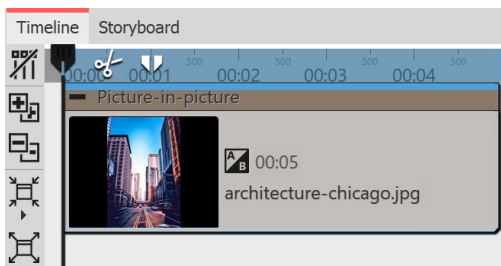 Timeline Storyboard
500 500 500 500
00:00 00:01 00:02 00:03 00:04
Picture-in-picture
A B 00:05
architecture-chicago.jpg